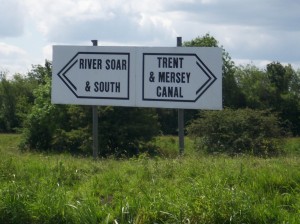 RIVER SOAR
& SOUTH
TRENT
& MERSEY
CANAL